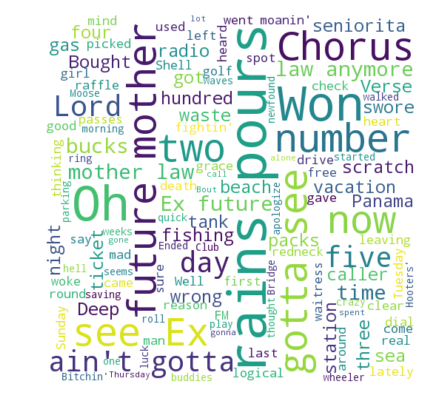 mind
four
used
went moanin'
seniorita
lot
radio
heard
Chorus
girl
Moose
gas
picked
Shell
left
golf
waves
spot
Bought
got
law anymore
raffle
hundred
newfound
check
Verse
walked
Lord
waste
Won
swore
heart
good
passes
fightin'
morning
two
number
bucks
thinking
mother law
grace
drive
started
ring
death
call
free
scratch
parking
Oh
future mother
beach
rains pours
gotta see
vacation
Ex future
Bout
alone
gave
Panama
quick
apologize
now
night
say
weeks
gone
fishing
tank
packs
leaving
ticket
mad
seems
Ended
Club
redneck
hell
came
sure
day
Well
first
waitress
five
Hooters'
woke
round
saving
Deep
wrong
Bridge
thought
caller
crazy
spent
Tuesday
see Ex
reason
FM
play
gonna
station
time
clear
Sunday
man
luck
last
around
three
dial
come
real
ain't gotta
one
roll
logical
sea
lately
Bitchin'
Thursday
buddies
wheeler